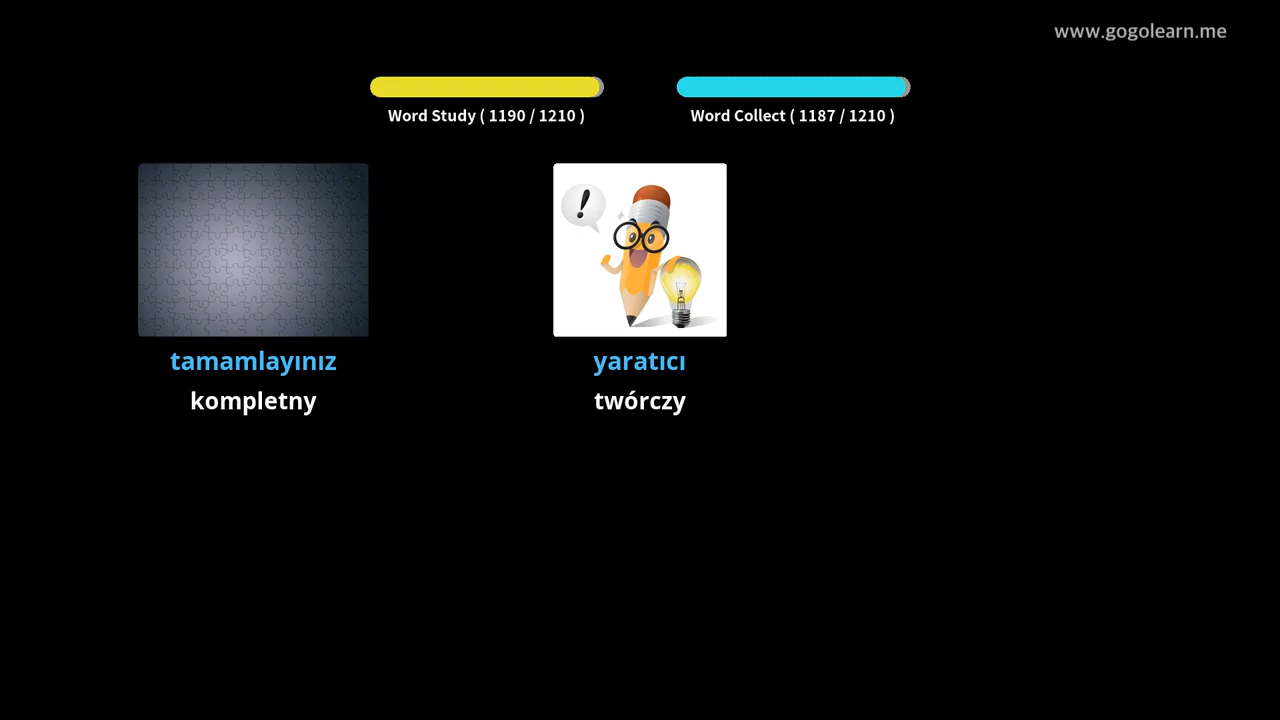 www.gogolearn.me
Word Study ( 1190 / 1210 )
Word Collect ( 1187 / 1210 )
!
tamamlayınız
yaratıcı
kompletny
twórczy